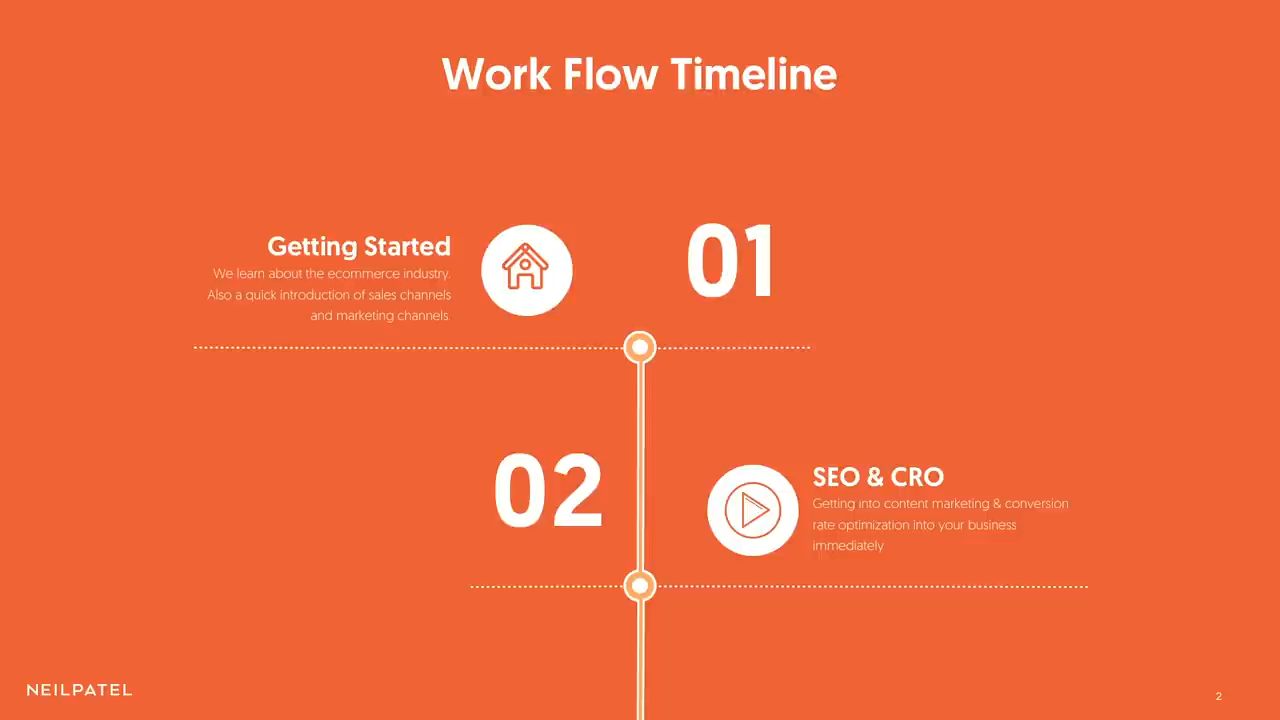 Work Flow Timeline
Getting Started
We learn about the ecommerce industry.
Also a quick introduction of sales channels
and marketing channels.
01
02
SEO & CRO
Getting into content marketing & conversion
rate optimization into your business
immediately
NEILPATEL
2